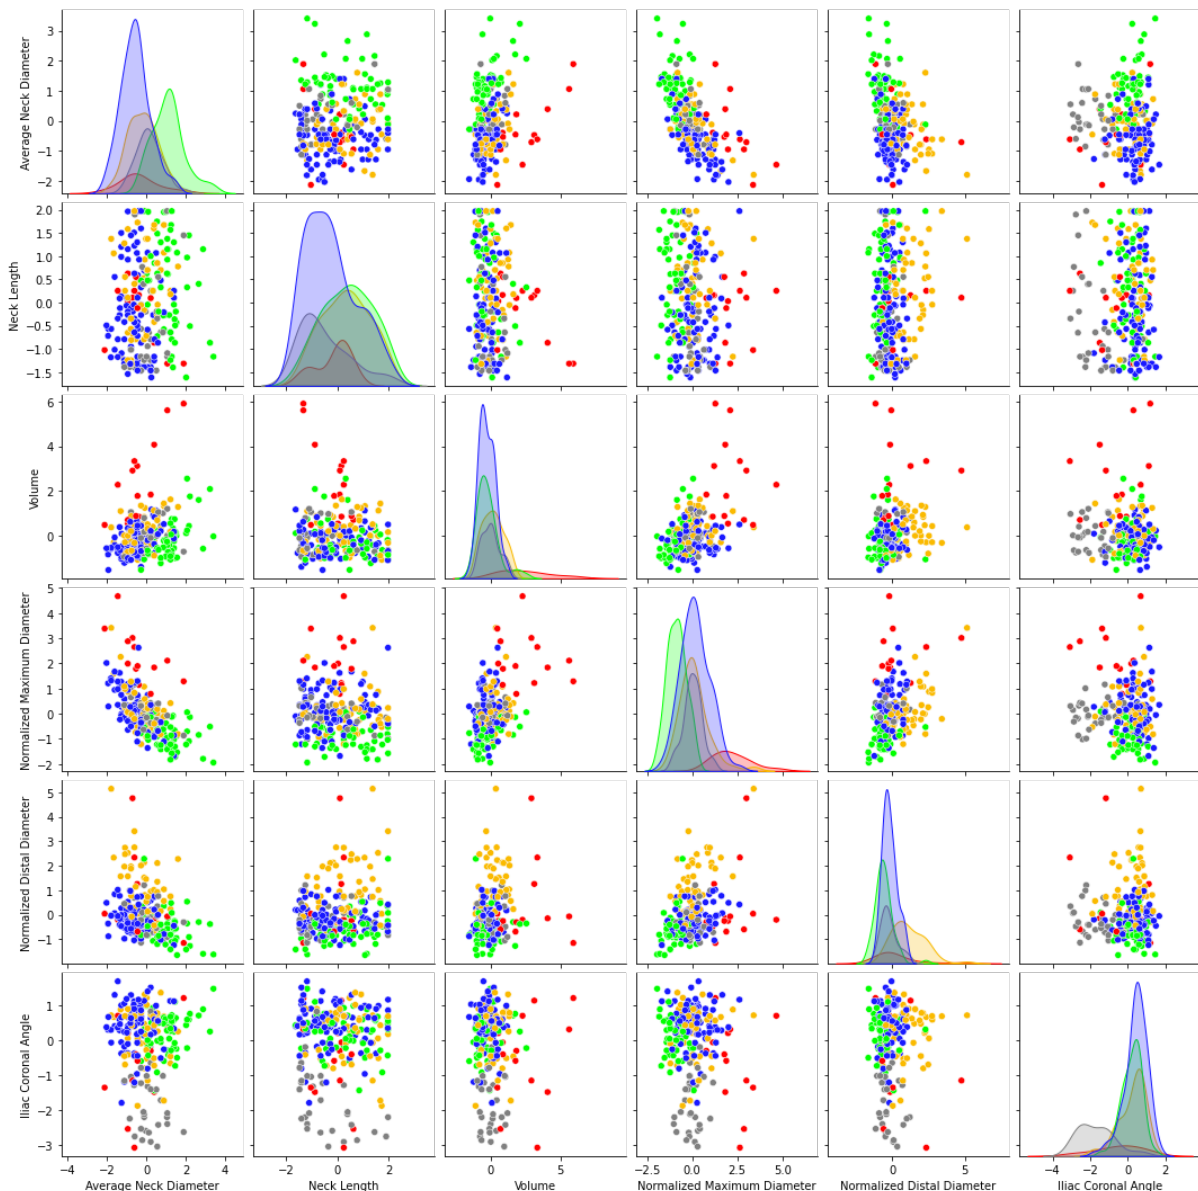 Average Neck Diameter
3
2
1
0
−1
−2
Neck Length
2.0
1.5
1.0
0.5
0.0
−0.5
−1.0
−1.5
Volume
6
4
2
0
Normalized Maximum Diameter
5
4
3
2
1
0
−1
−2
Normalized Distal Diameter
5
4
3
2
1
0
−1
Iliac Coronal Angle
1
0
−1
−2
−3
−4 −2 0 2 4
Average Neck Diameter
−2 0 2
Neck Length
0 5
Volume
−2.5 0.0 2.5 5.0
Normalized Maximum Diameter
0 5
Normalized Distal Diameter
−4 −2 0 2
Iliac Coronal Angle